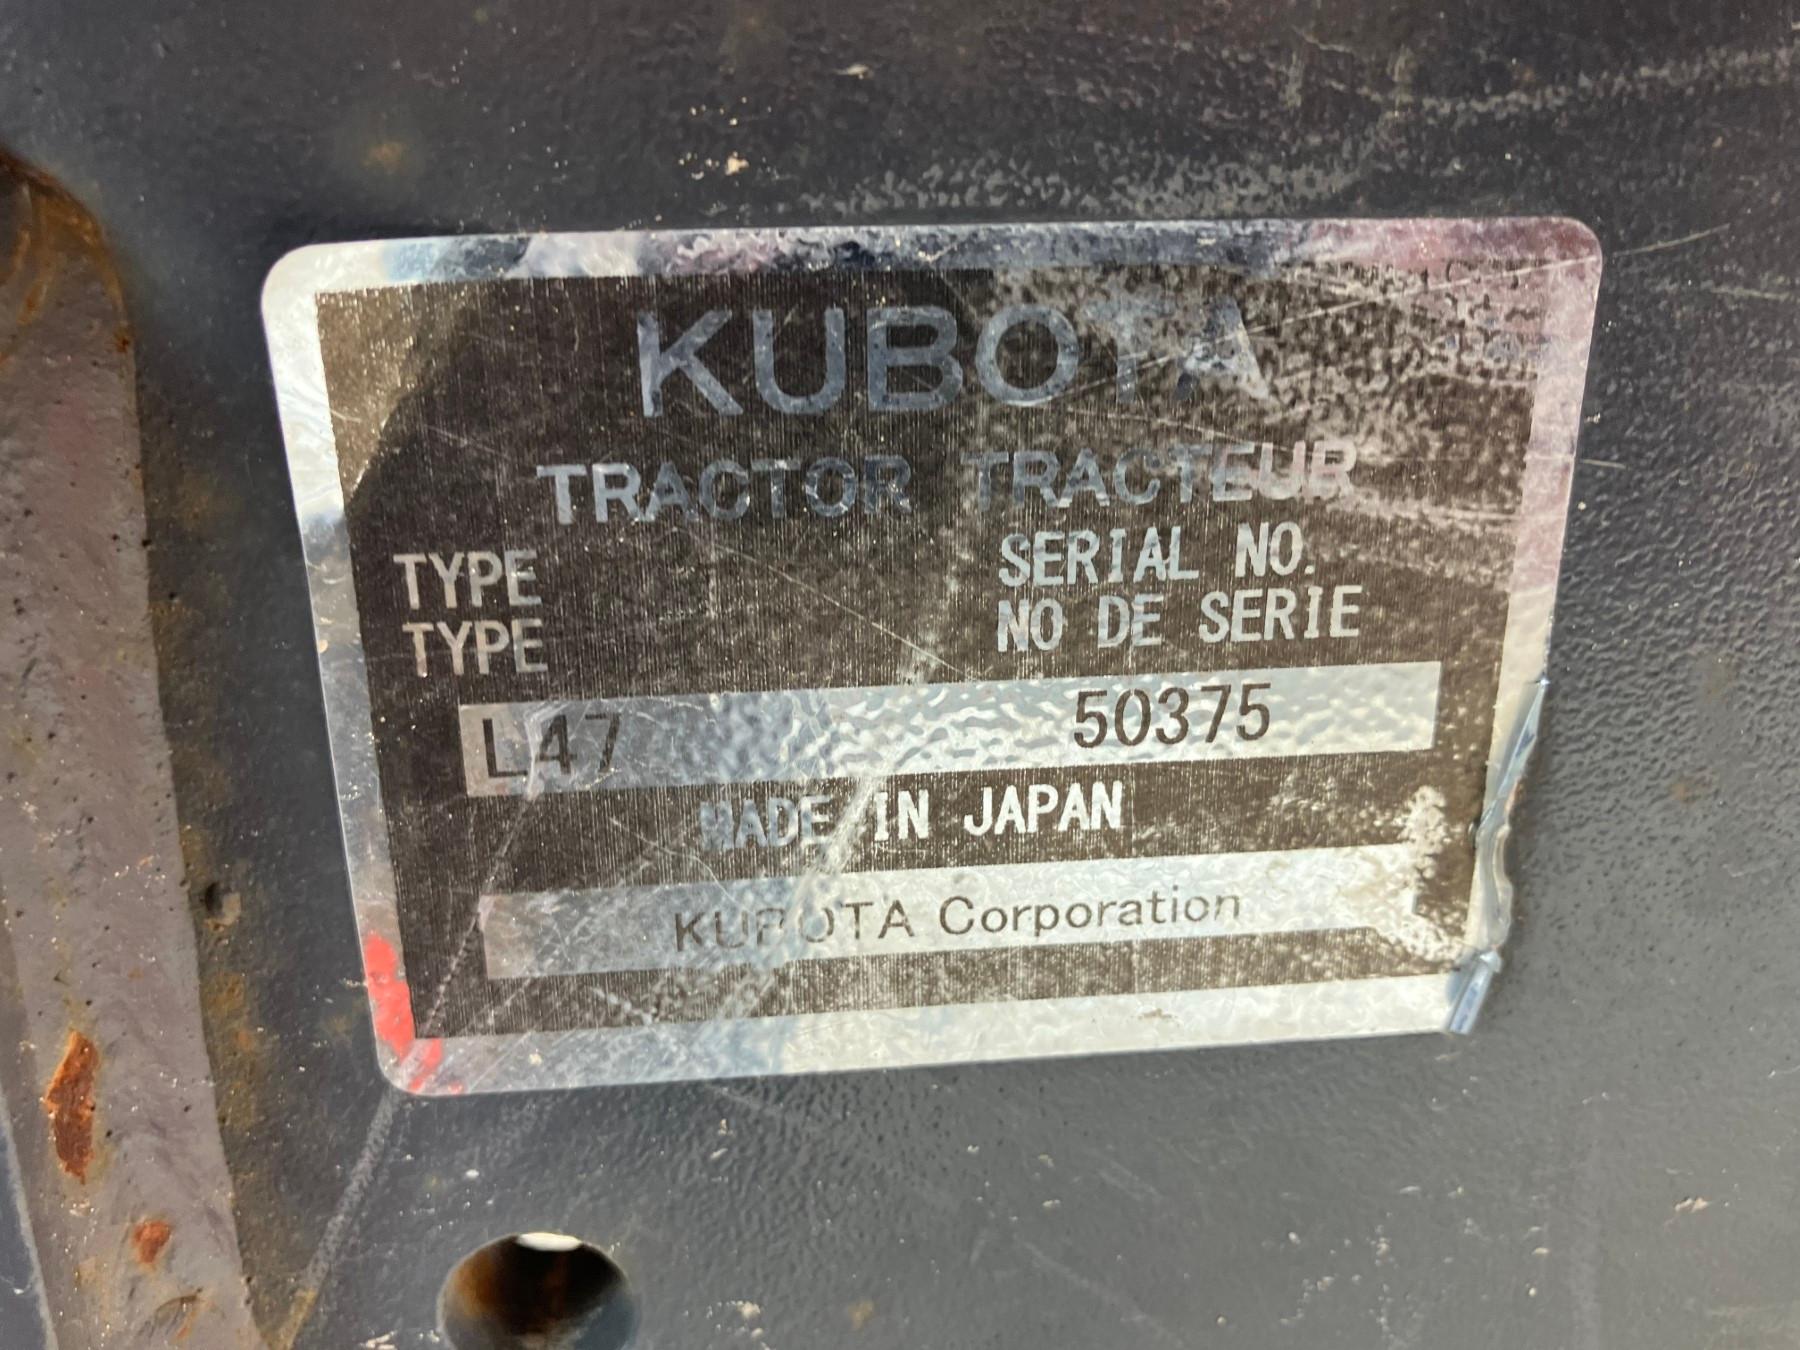 KUBOTA
TRACTOR TRACTEUR
TYPE SERIAL NO.
TYPE NO DE SERIE
L47 50375
MADE IN JAPAN
KUBOTA Corporation